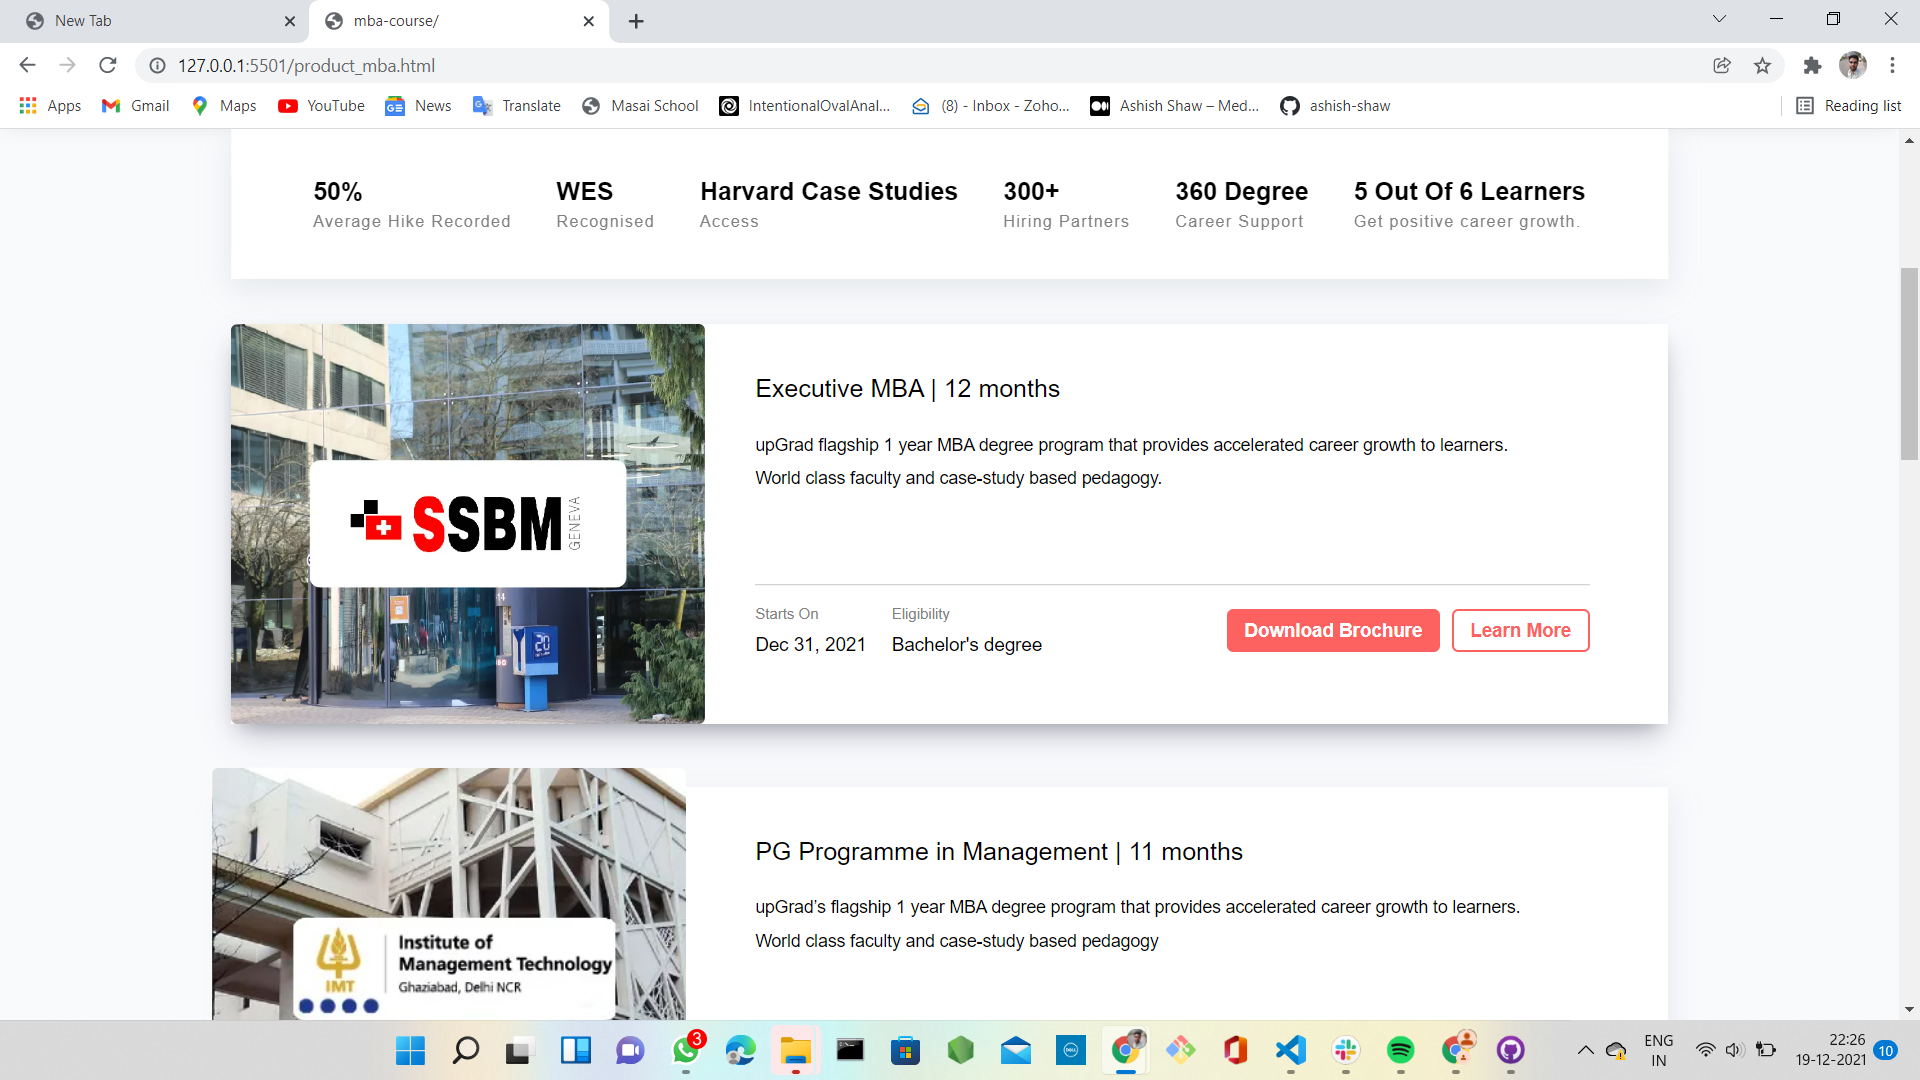 New Tab
mba-course/
127.0.0.1:5501/product_mba.html
Apps
Gmail
Maps
YouTube
News
Translate
Masai School
IntentionalOvalAnal...
(8) - Inbox - Zoho...
Ashish Shaw – Med...
ashish-shaw
Reading list
50%
Average Hike Recorded
WES
Recognised
Harvard Case Studies
Access
300+
Hiring Partners
360 Degree
Career Support
5 Out Of 6 Learners
Get positive career growth.
SSBM
GENEVA
20
Executive MBA | 12 months
upGrad flagship 1 year MBA degree program that provides accelerated career growth to learners.
World class faculty and case-study based pedagogy.
Starts On
Dec 31, 2021
Eligibility
Bachelor's degree
Download Brochure
Learn More
IMT
Institute of
Management Technology
Ghaziabad, Delhi NCR
PG Programme in Management | 11 months
upGrad’s flagship 1 year MBA degree program that provides accelerated career growth to learners.
World class faculty and case-study based pedagogy
3
ENG
IN
22:26
19-12-2021
10